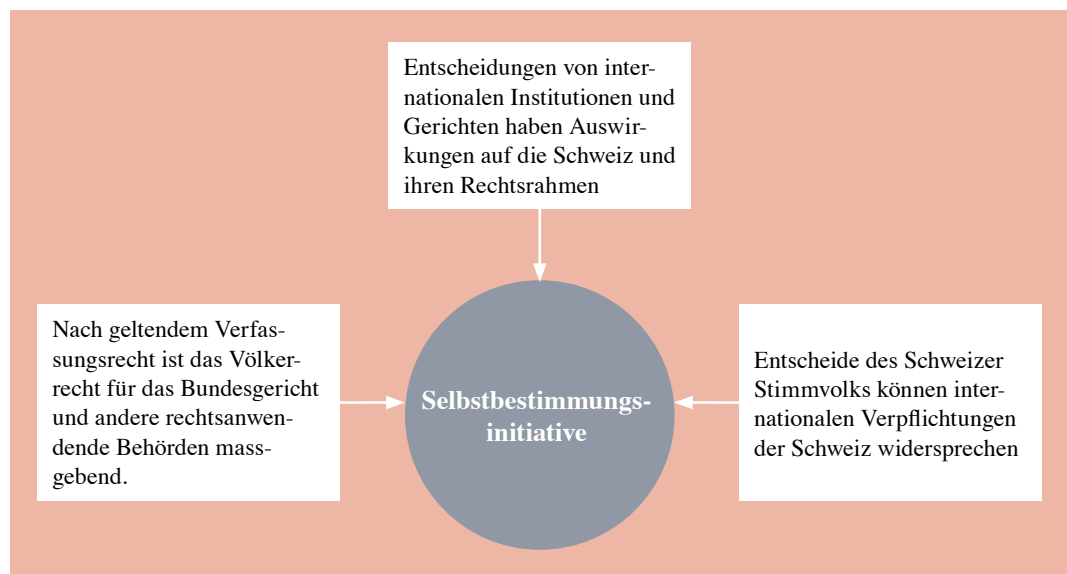 Entscheidungen von inter-
nationalen Institutionen und
Gerichten haben Auswir-
kungen auf die Schweiz und
ihren Rechtsrahmen
Nach geltendem Verfas-
sungsrecht ist das Völker-
recht für das Bundesgericht
und andere rechtsanwen-
dende Behörden mass-
gebend.
Selbstbestimmungs-
initiative
Entscheide des Schweizer
Stimmvolks können inter-
nationalen Verpflichtungen
der Schweiz widersprechen